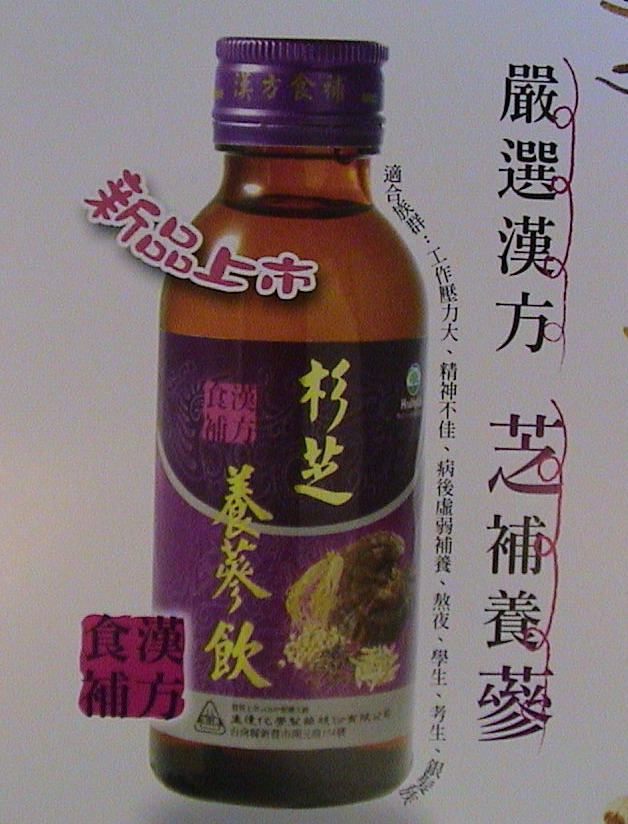 嚴選漢方 芝補養蔘
適合族群：工作壓力大、精神不佳、病後虛弱補養、熬夜、學生、考生、銀髮族
新品上市
漢方食補
杉芝
養蔘飲
漢方
食補
漢方
食補